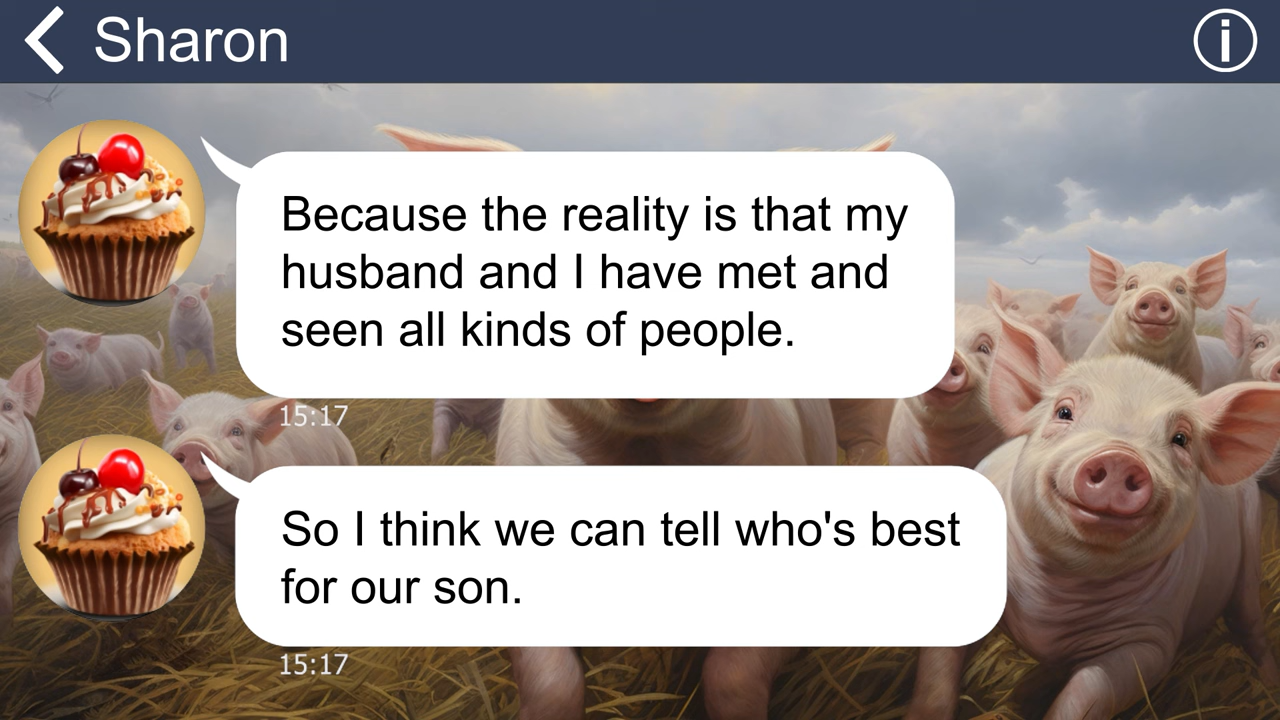 Sharon
Because the reality is that my
husband and I have met and
seen all kinds of people.
15:17
So I think we can tell who's best
for our son.
15:17